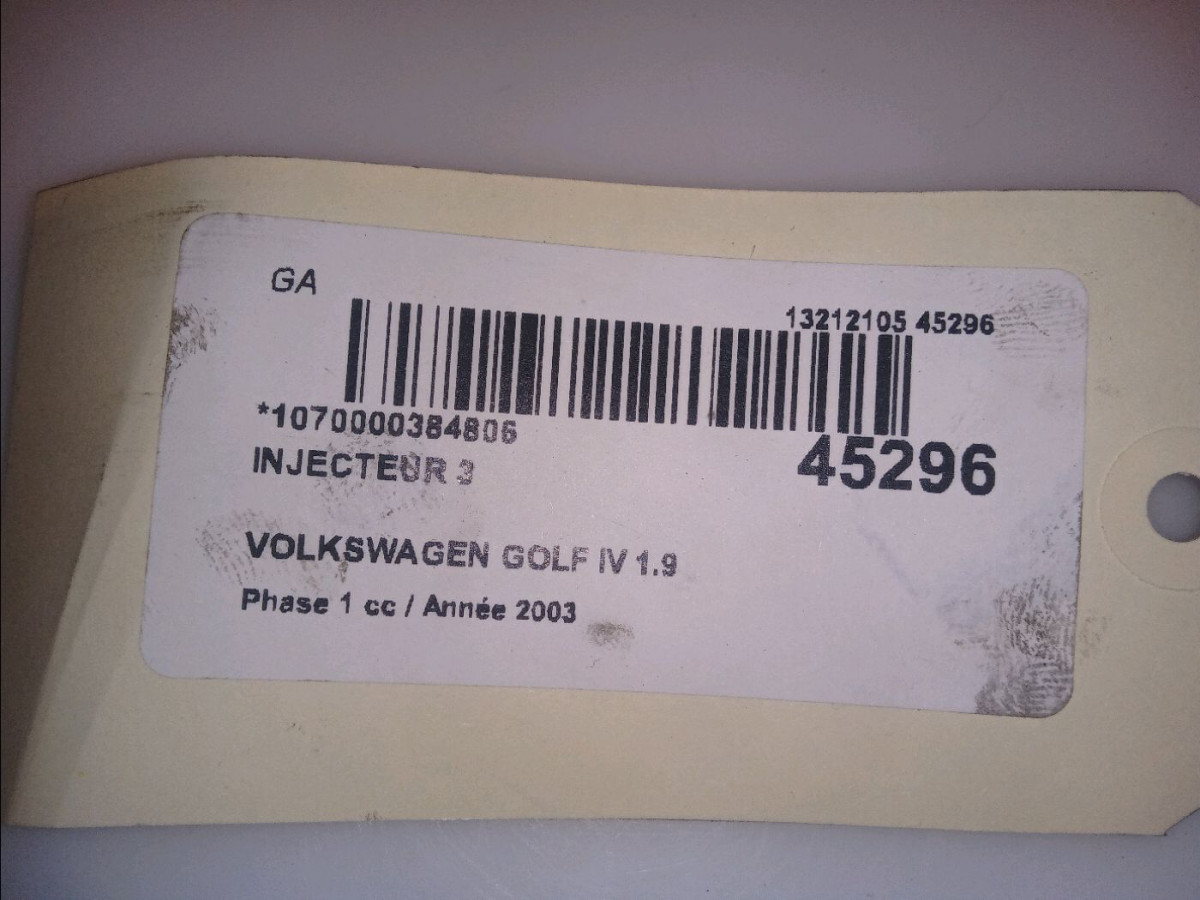 GA
13212105 45296
*1070000384806
45296
INJECTEUR 3
VOLKSWAGEN GOLF IV 1.9
Phase 1 cc / Année 2003